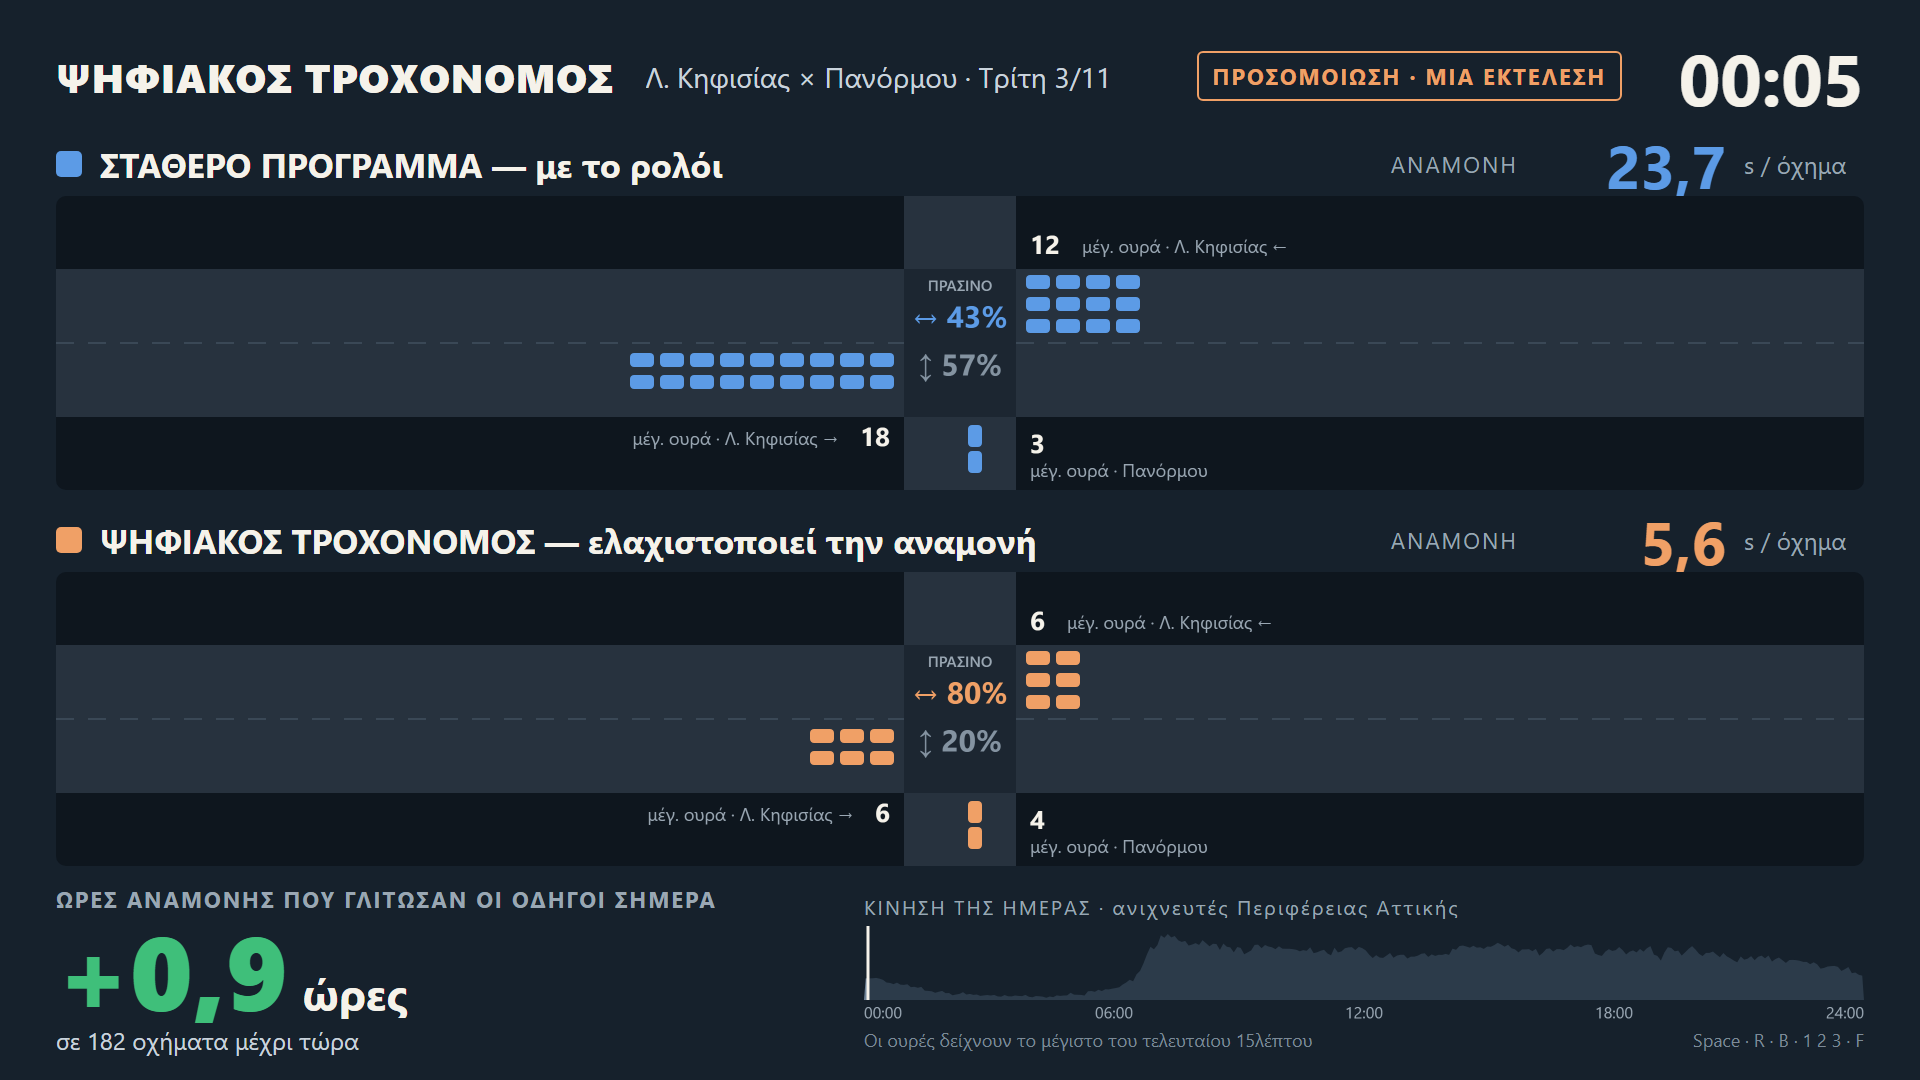 ΨΗΦΙΑΚΟΣ ΤΡΟΧΟΝΟΜΟΣ Λ. Κηφισίας × Πανόρμου · Τρίτη 3/11 ΠΡΟΣΟΜΟΙΩΣΗ · ΜΙΑ ΕΚΤΕΛΕΣΗ 00:05
ΣΤΑΘΕΡΟ ΠΡΟΓΡΑΜΜΑ — με το ρολόι ΑΝΑΜΟΝΗ 23,7 s / όχημα
12 μέγ. ουρά · Λ. Κηφισίας ←
ΠΡΑΣΙΝΟ
↔ 43%
↕ 57%
μέγ. ουρά · Λ. Κηφισίας → 18
3
μέγ. ουρά · Πανόρμου
ΨΗΦΙΑΚΟΣ ΤΡΟΧΟΝΟΜΟΣ — ελαχιστοποιεί την αναμονή ΑΝΑΜΟΝΗ 5,6 s / όχημα
6 μέγ. ουρά · Λ. Κηφισίας ←
ΠΡΑΣΙΝΟ
↔ 80%
↕ 20%
μέγ. ουρά · Λ. Κηφισίας → 6
4
μέγ. ουρά · Πανόρμου
ΩΡΕΣ ΑΝΑΜΟΝΗΣ ΠΟΥ ΓΛΙΤΩΣΑΝ ΟΙ ΟΔΗΓΟΙ ΣΗΜΕΡΑ
+0,9 ώρες
σε 182 οχήματα μέχρι τώρα
ΚΙΝΗΣΗ ΤΗΣ ΗΜΕΡΑΣ · ανιχνευτές Περιφέρειας Αττικής
00:00 06:00 12:00 18:00 24:00
Οι ουρές δείχνουν το μέγιστο του τελευταίου 15λέπτου Space · R · B · 1 2 3 · F